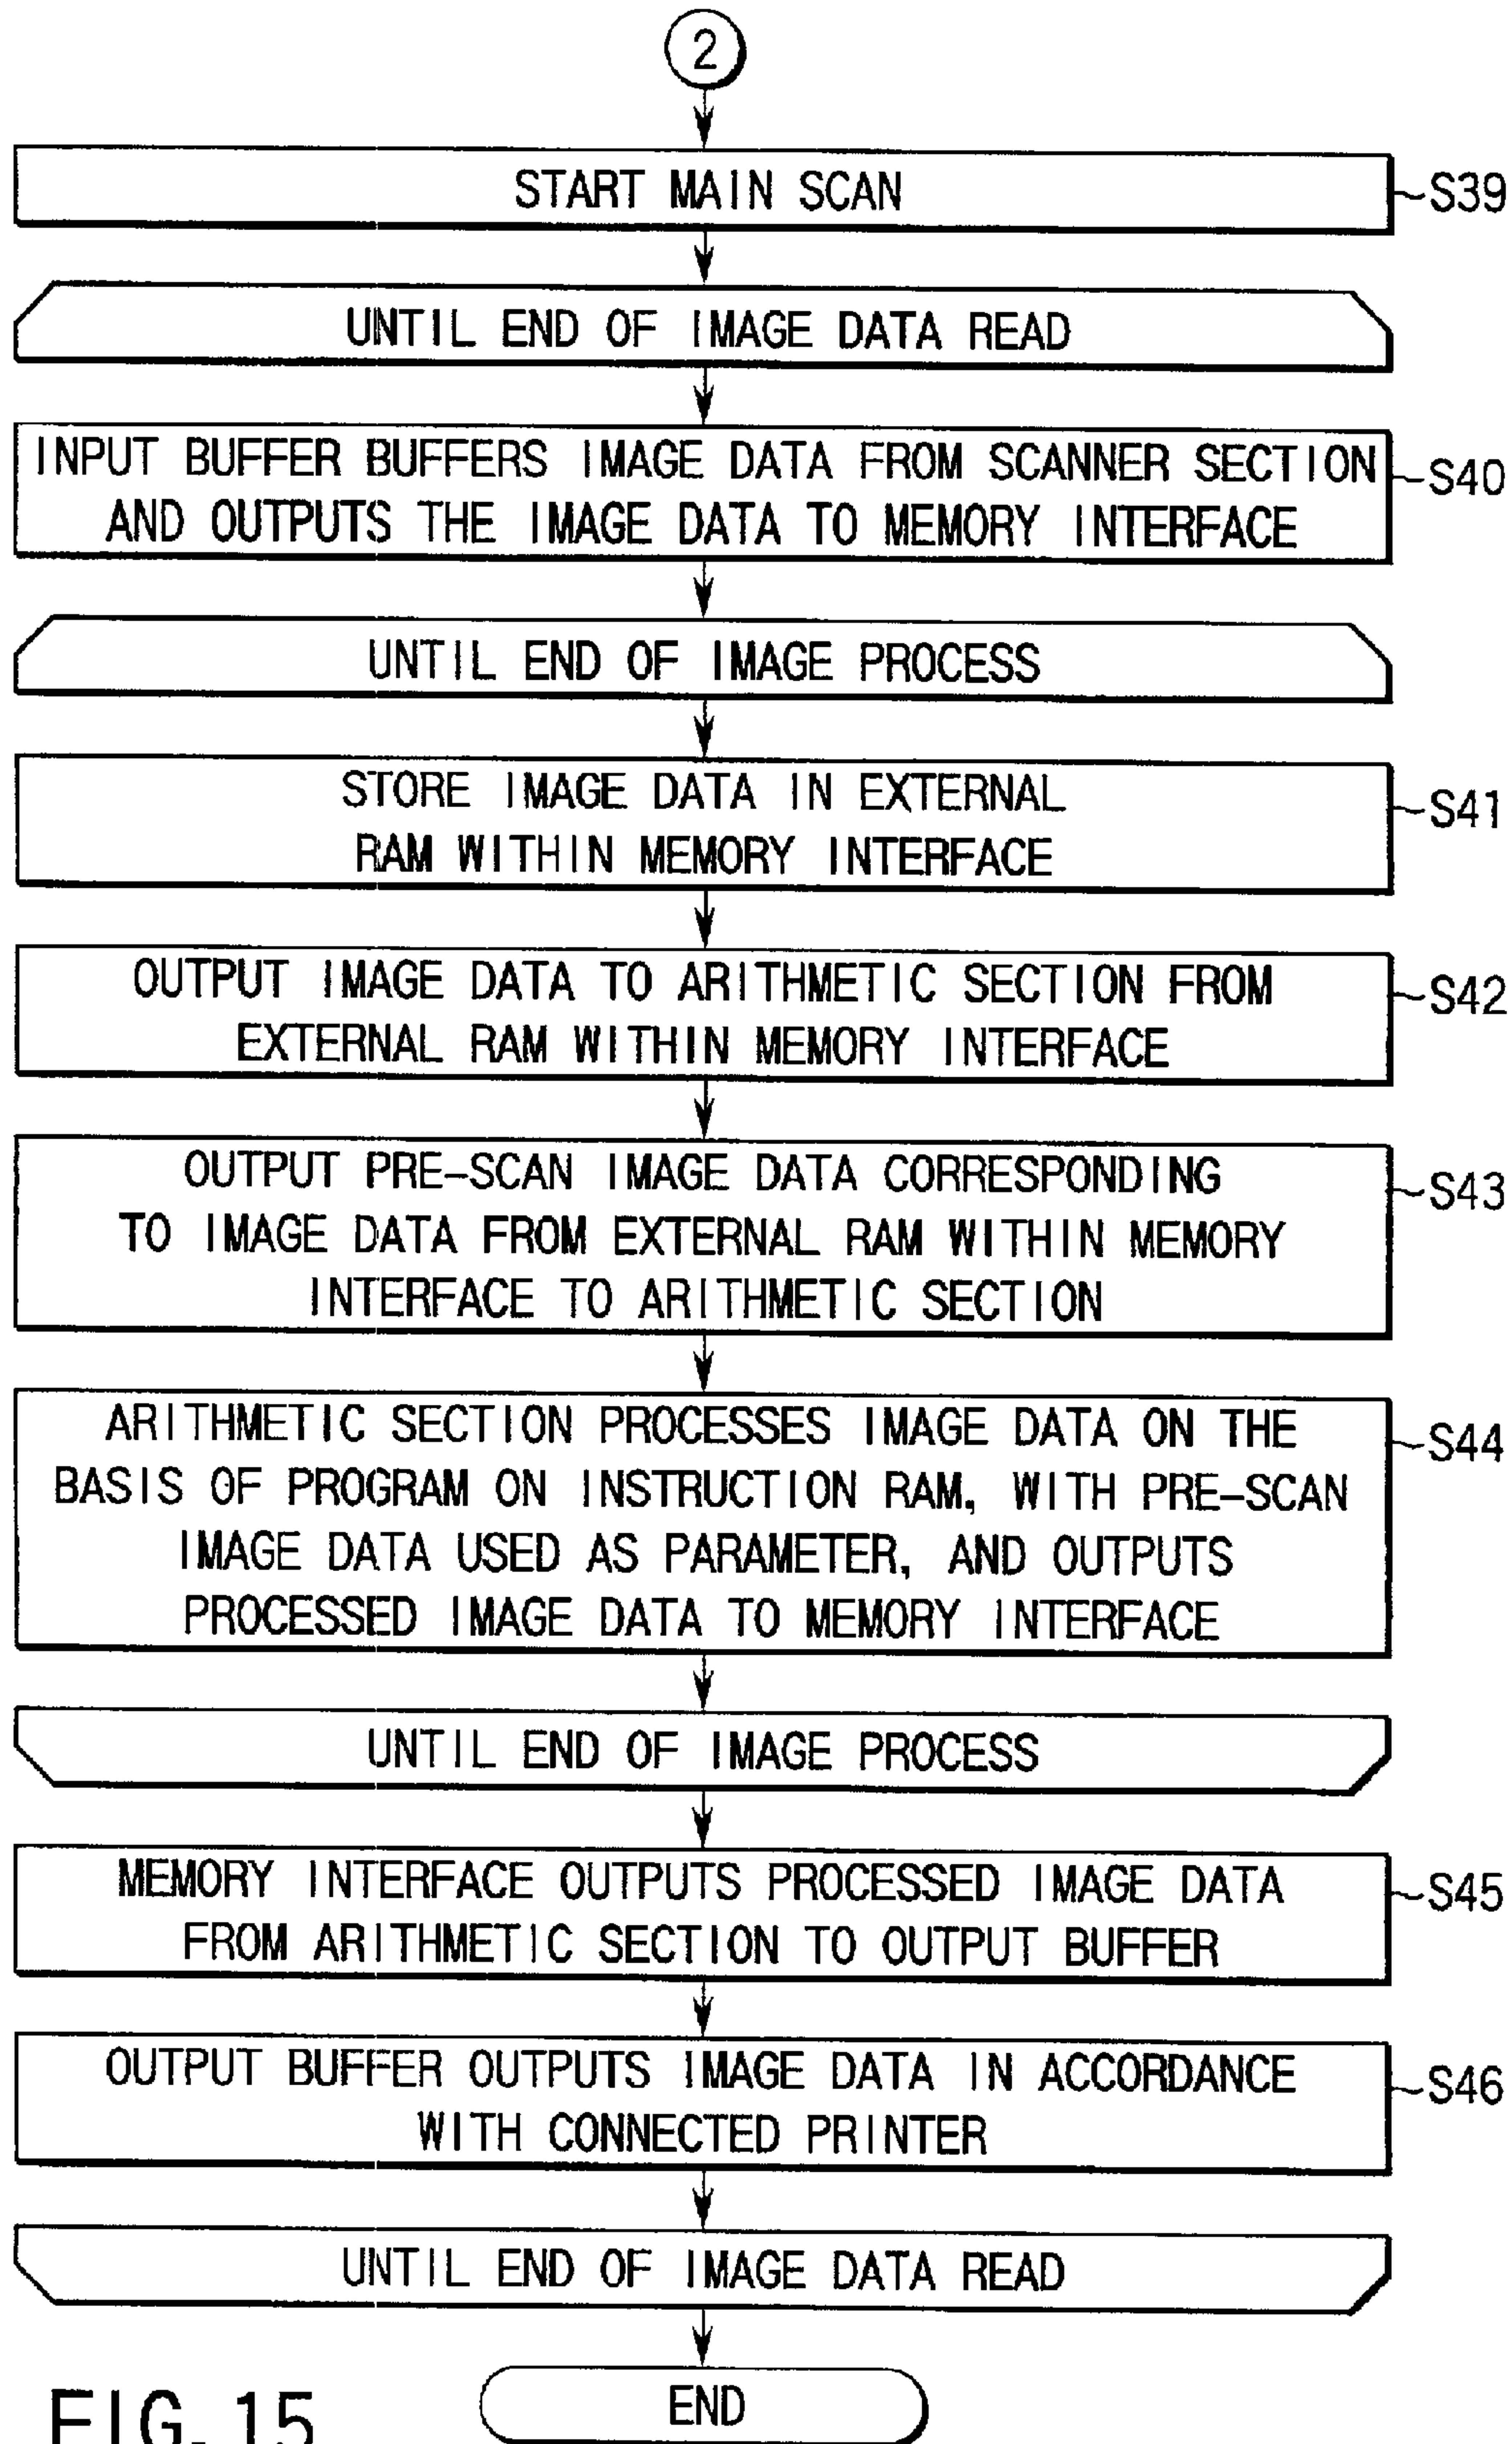 2
START MAIN SCAN
S39
UNTIL END OF IMAGE DATA READ
INPUT BUFFER BUFFERS IMAGE DATA FROM SCANNER SECTION
AND OUTPUTS THE IMAGE DATA TO MEMORY INTERFACE
S40
UNTIL END OF IMAGE PROCESS
STORE IMAGE DATA IN EXTERNAL
RAM WITHIN MEMORY INTERFACE
S41
OUTPUT IMAGE DATA TO ARITHMETIC SECTION FROM
EXTERNAL RAM WITHIN MEMORY INTERFACE
S42
OUTPUT PRE-SCAN IMAGE DATA CORRESPONDING
TO IMAGE DATA FROM EXTERNAL RAM WITHIN MEMORY
INTERFACE TO ARITHMETIC SECTION
S43
ARITHMETIC SECTION PROCESSES IMAGE DATA ON THE
BASIS OF PROGRAM ON INSTRUCTION RAM, WITH PRE-SCAN
IMAGE DATA USED AS PARAMETER, AND OUTPUTS
PROCESSED IMAGE DATA TO MEMORY INTERFACE
S44
UNTIL END OF IMAGE PROCESS
MEMORY INTERFACE OUTPUTS PROCESSED IMAGE DATA
FROM ARITHMETIC SECTION TO OUTPUT BUFFER
S45
OUTPUT BUFFER OUTPUTS IMAGE DATA IN ACCORDANCE
WITH CONNECTED PRINTER
S46
UNTIL END OF IMAGE DATA READ
END
FIG. 15